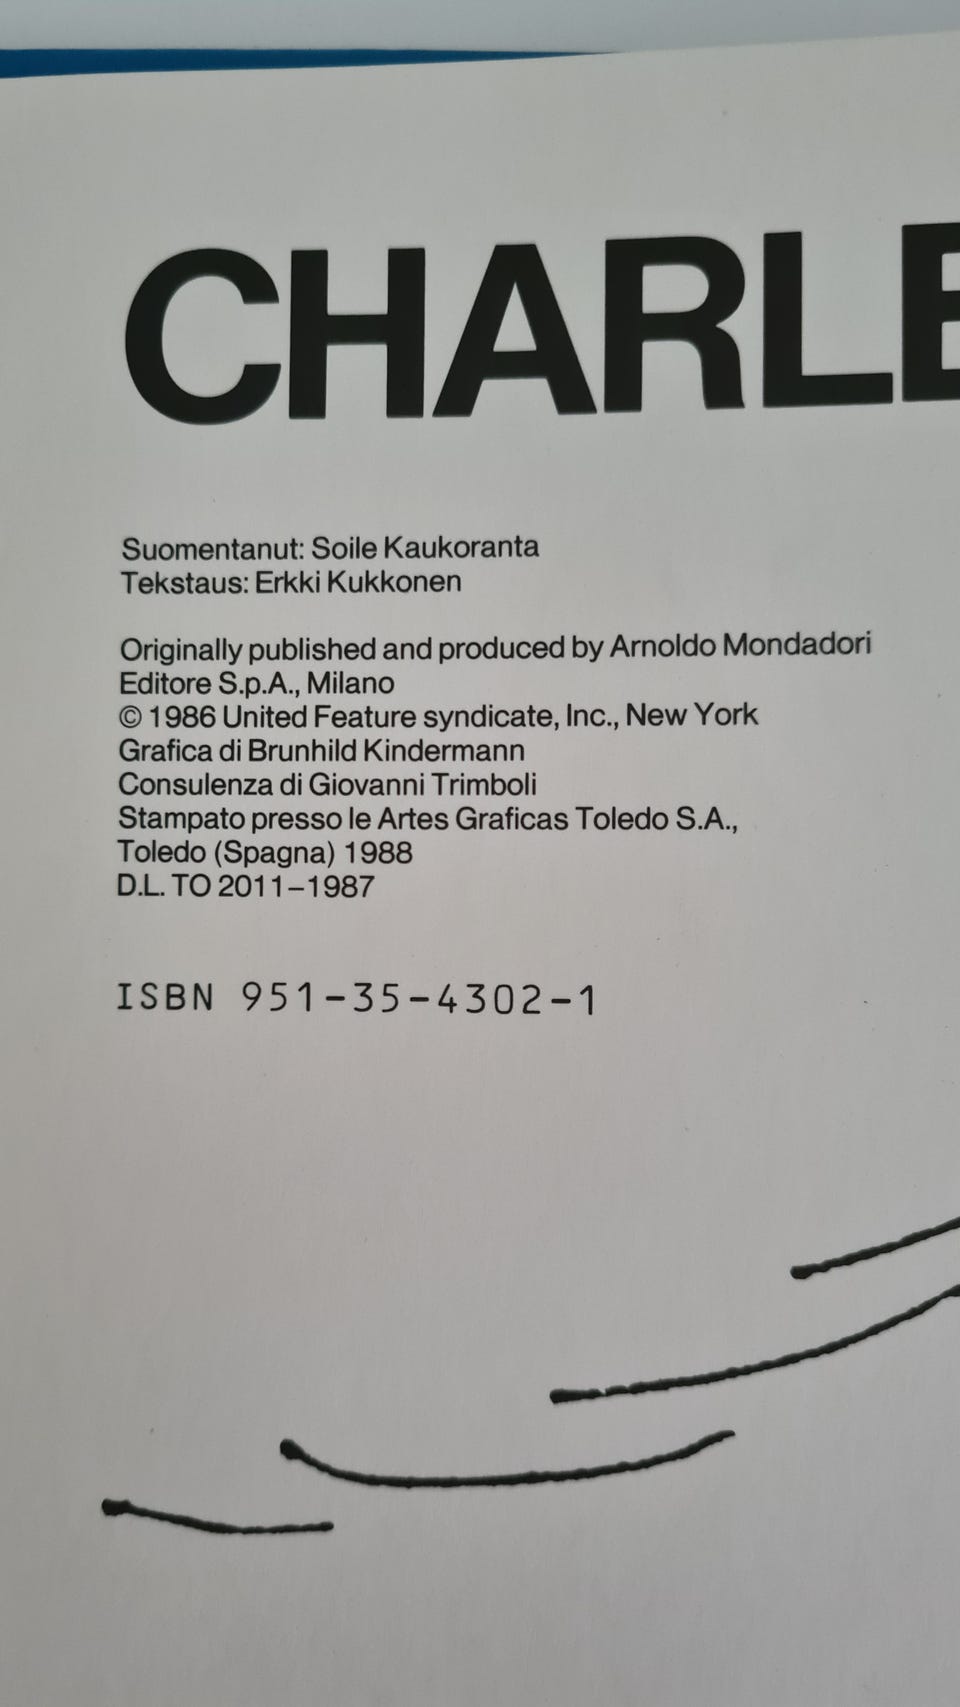 CHARLE
Suomentanut: Soile Kaukoranta
Tekstaus: Erkki Kukkonen
Originally published and produced by Arnoldo Mondadori
Editore S.p.A., Milano
© 1986 United Feature syndicate, Inc., New York
Grafica di Brunhild Kindermann
Consulenza di Giovanni Trimboli
Stampato presso le Artes Graficas Toledo S.A.,
Toledo (Spagna) 1988
D.L. TO 2011–1987
ISBN 951-35-4302-1